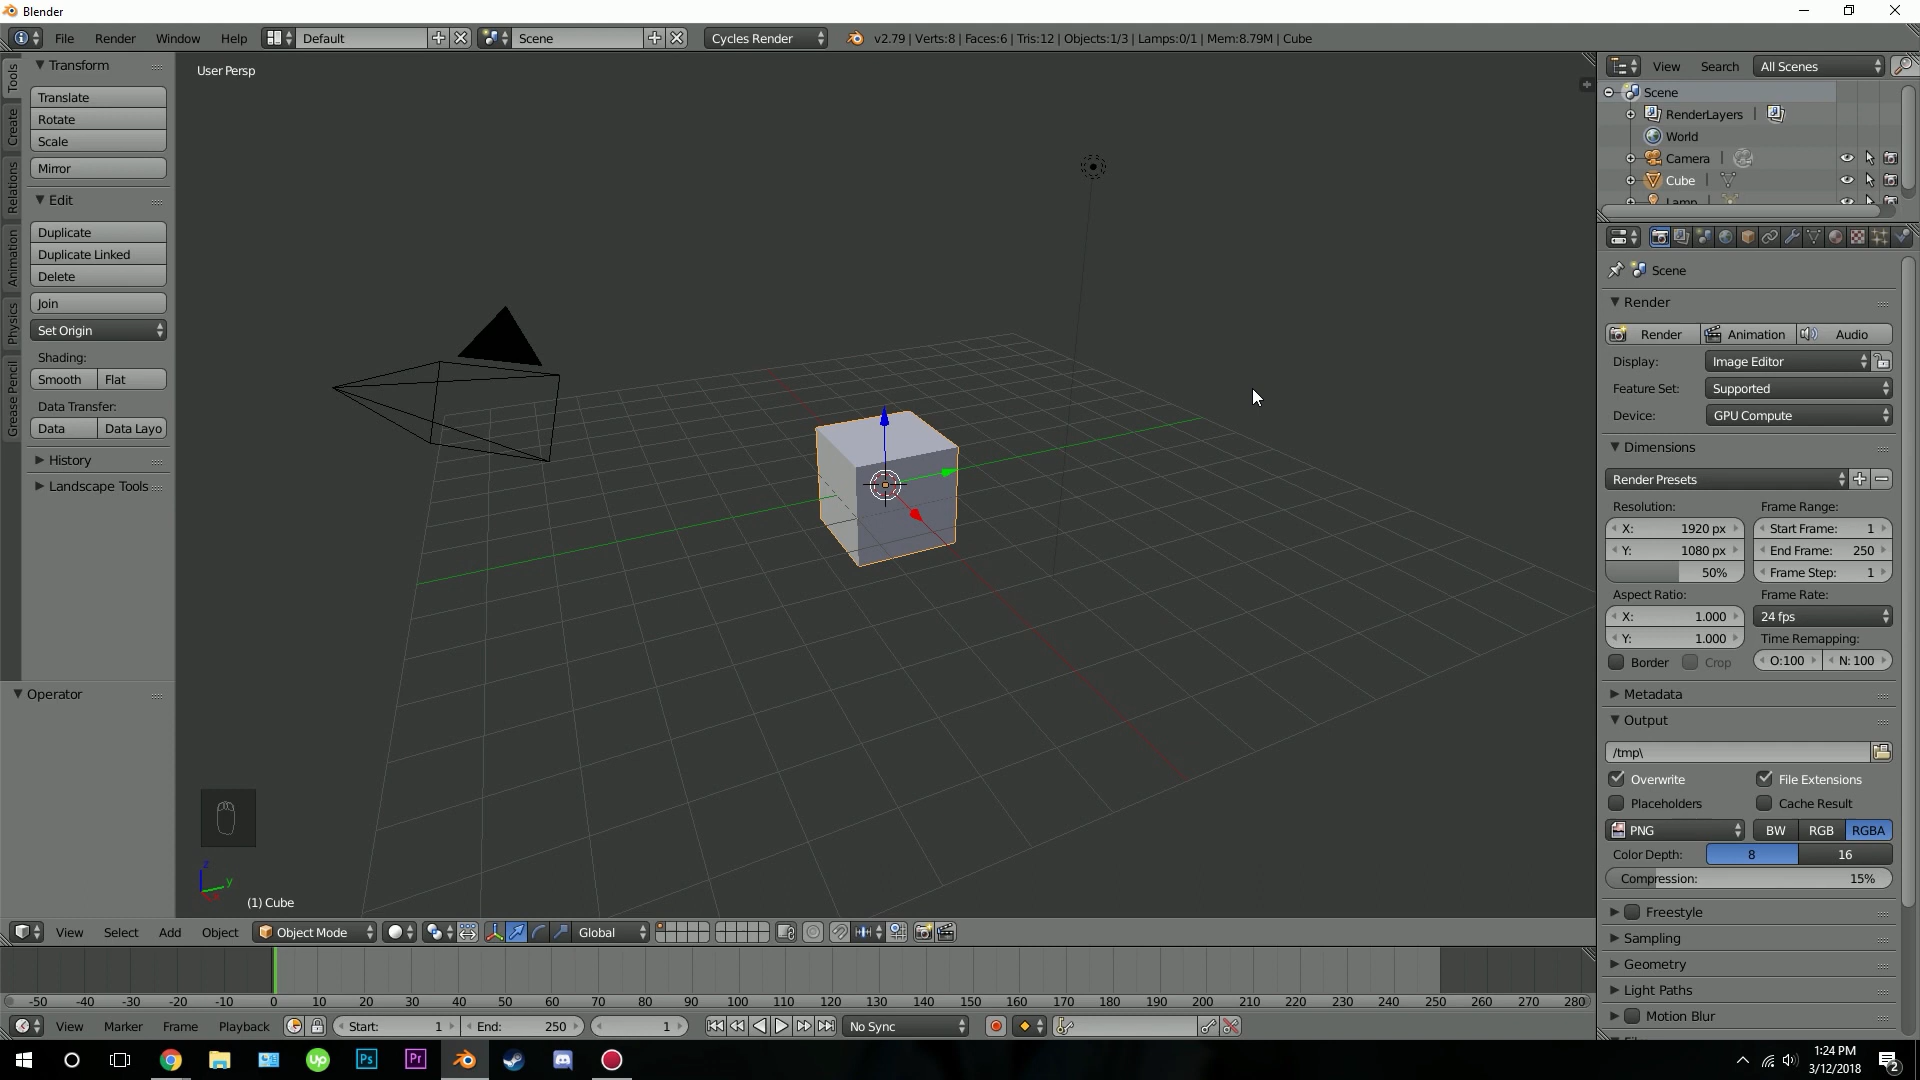 Blender
File Render Window Help Default Scene Cycles Render v2.79 | Verts:8 | Faces:6 | Tris:12 | Objects:1/3 | Lamps:0/1 | Mem:8.79M | Cube
Tools
Create
Relations
Animation
Physics
Grease Pencil
Transform
Translate
Rotate
Scale
Mirror
Edit
Duplicate
Duplicate Linked
Delete
Join
Set Origin
Shading:
Smooth Flat
Data Transfer:
Data Data Layo
History
Landscape Tools
Operator
User Persp
z
y
x
(1) Cube
View Search All Scenes
Scene
RenderLayers |
World
Camera |
Cube |
Lamp |
Scene
Render
Render Animation Audio
Display: Image Editor
Feature Set: Supported
Device: GPU Compute
Dimensions
Render Presets
Resolution: Frame Range:
X: 1920 px Start Frame: 1
Y: 1080 px End Frame: 250
50% Frame Step: 1
Aspect Ratio: Frame Rate:
X: 1.000 24 fps
Y: 1.000 Time Remapping:
Border Crop O:100 N: 100
Metadata
Output
/tmp\
Overwrite File Extensions
Placeholders Cache Result
PNG BW RGB RGBA
Color Depth: 8 16
Compression: 15%
Freestyle
Sampling
Geometry
Light Paths
Motion Blur
View Select Add Object Object Mode Global
-50 -40 -30 -20 -10 0 10 20 30 40 50 60 70 80 90 100 110 120 130 140 150 160 170 180 190 200 210 220 230 240 250 260 270 280
View Marker Frame Playback Start: 1 End: 250 1 No Sync
Up Ps Pr
1:24 PM
3/12/2018
2